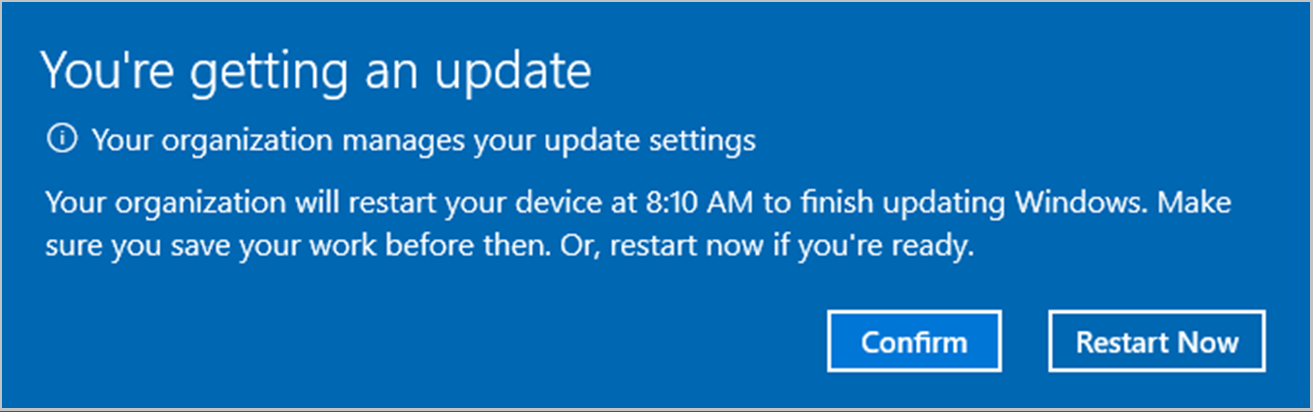 You're getting an update
Your organization manages your update settings
Your organization will restart your device at 8:10 AM to finish updating Windows. Make
sure you save your work before then. Or, restart now if you're ready.
Confirm
Restart Now